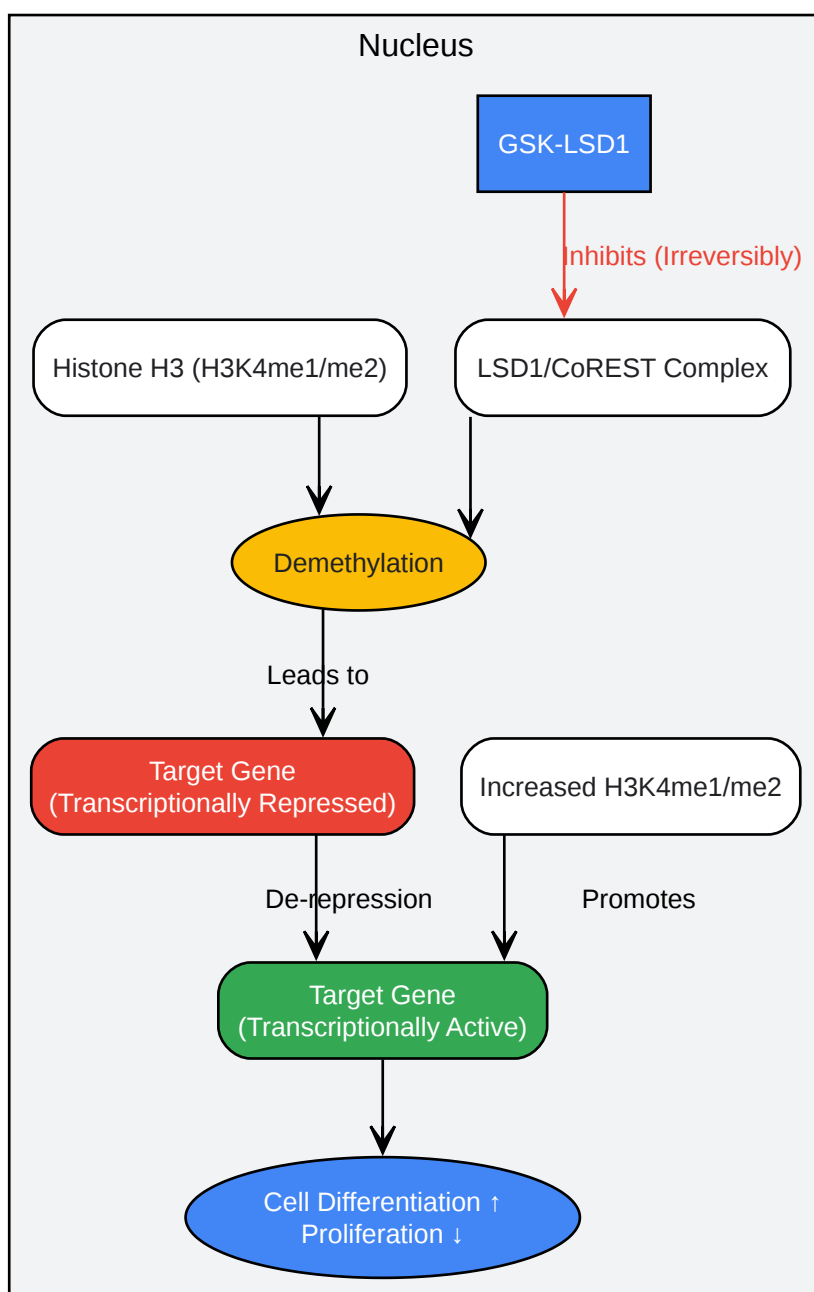 Nucleus
GSK-LSD1
Inhibits (Irreversibly)
Histone H3 (H3K4me1/me2)
LSD1/CoREST Complex
Demethylation
Leads to
Target Gene
(Transcriptionally Repressed)
Increased H3K4me1/me2
De-repression
Promotes
Target Gene
(Transcriptionally Active)
Cell Differentiation ↑
Proliferation ↓